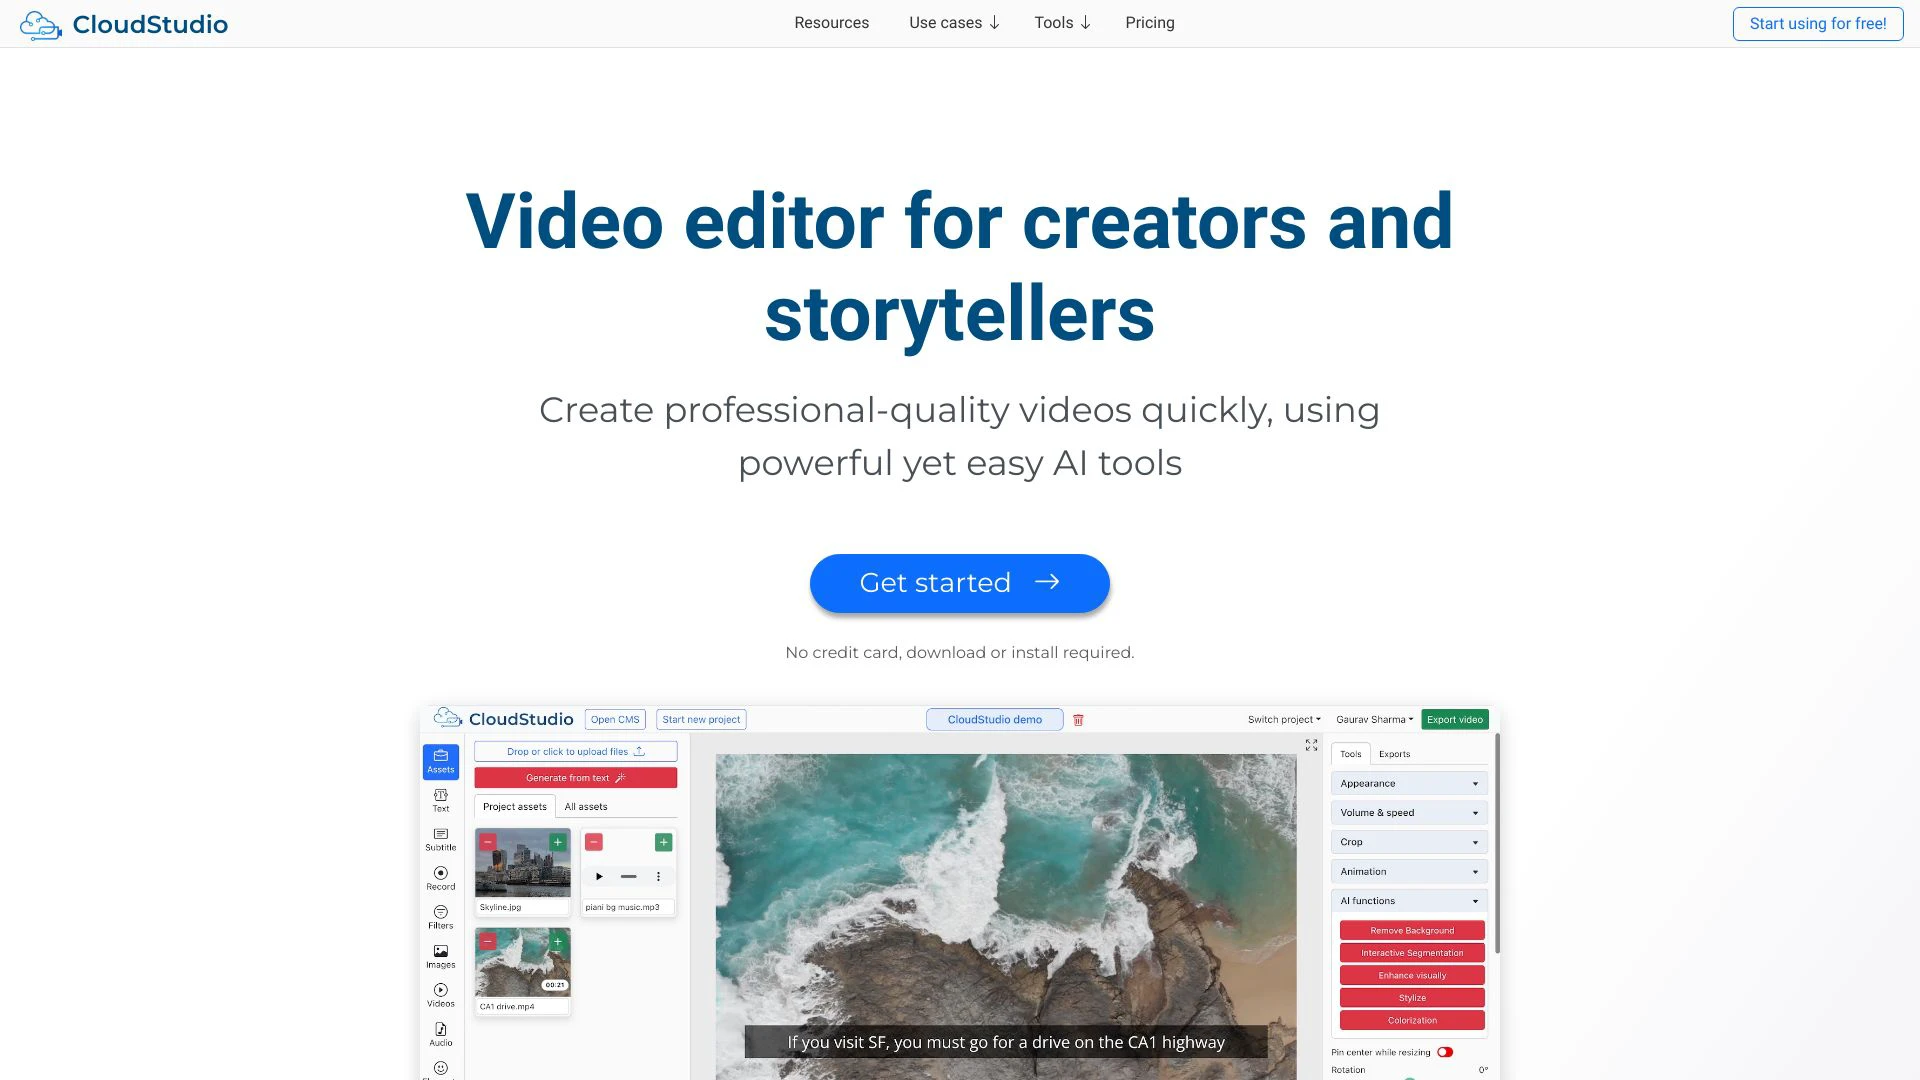 CloudStudio
Resources
Use cases ↓
Tools ↓
Pricing
Start using for free!
Video editor for creators and
storytellers
Create professional-quality videos quickly, using
powerful yet easy AI tools
Get started →
No credit card, download or install required.
CloudStudio
Open CMS
Start new project
CloudStudio demo
Switch project
Gaurav Sharma
Export video
Assets
Text
Subtitle
Record
Filters
Images
Videos
Audio
Drop or click to upload files
Generate from text
Project assets
All assets
Skyline.jpg
piani bg music.mp3
00:21
CA1 drive.mp4
If you visit SF, you must go for a drive on the CA1 highway
Tools
Exports
Appearance
Volume & speed
Crop
Animation
AI functions
Remove Background
Interactive Segmentation
Enhance visually
Stylize
Colorization
Pin center while resizing
Rotation
0°